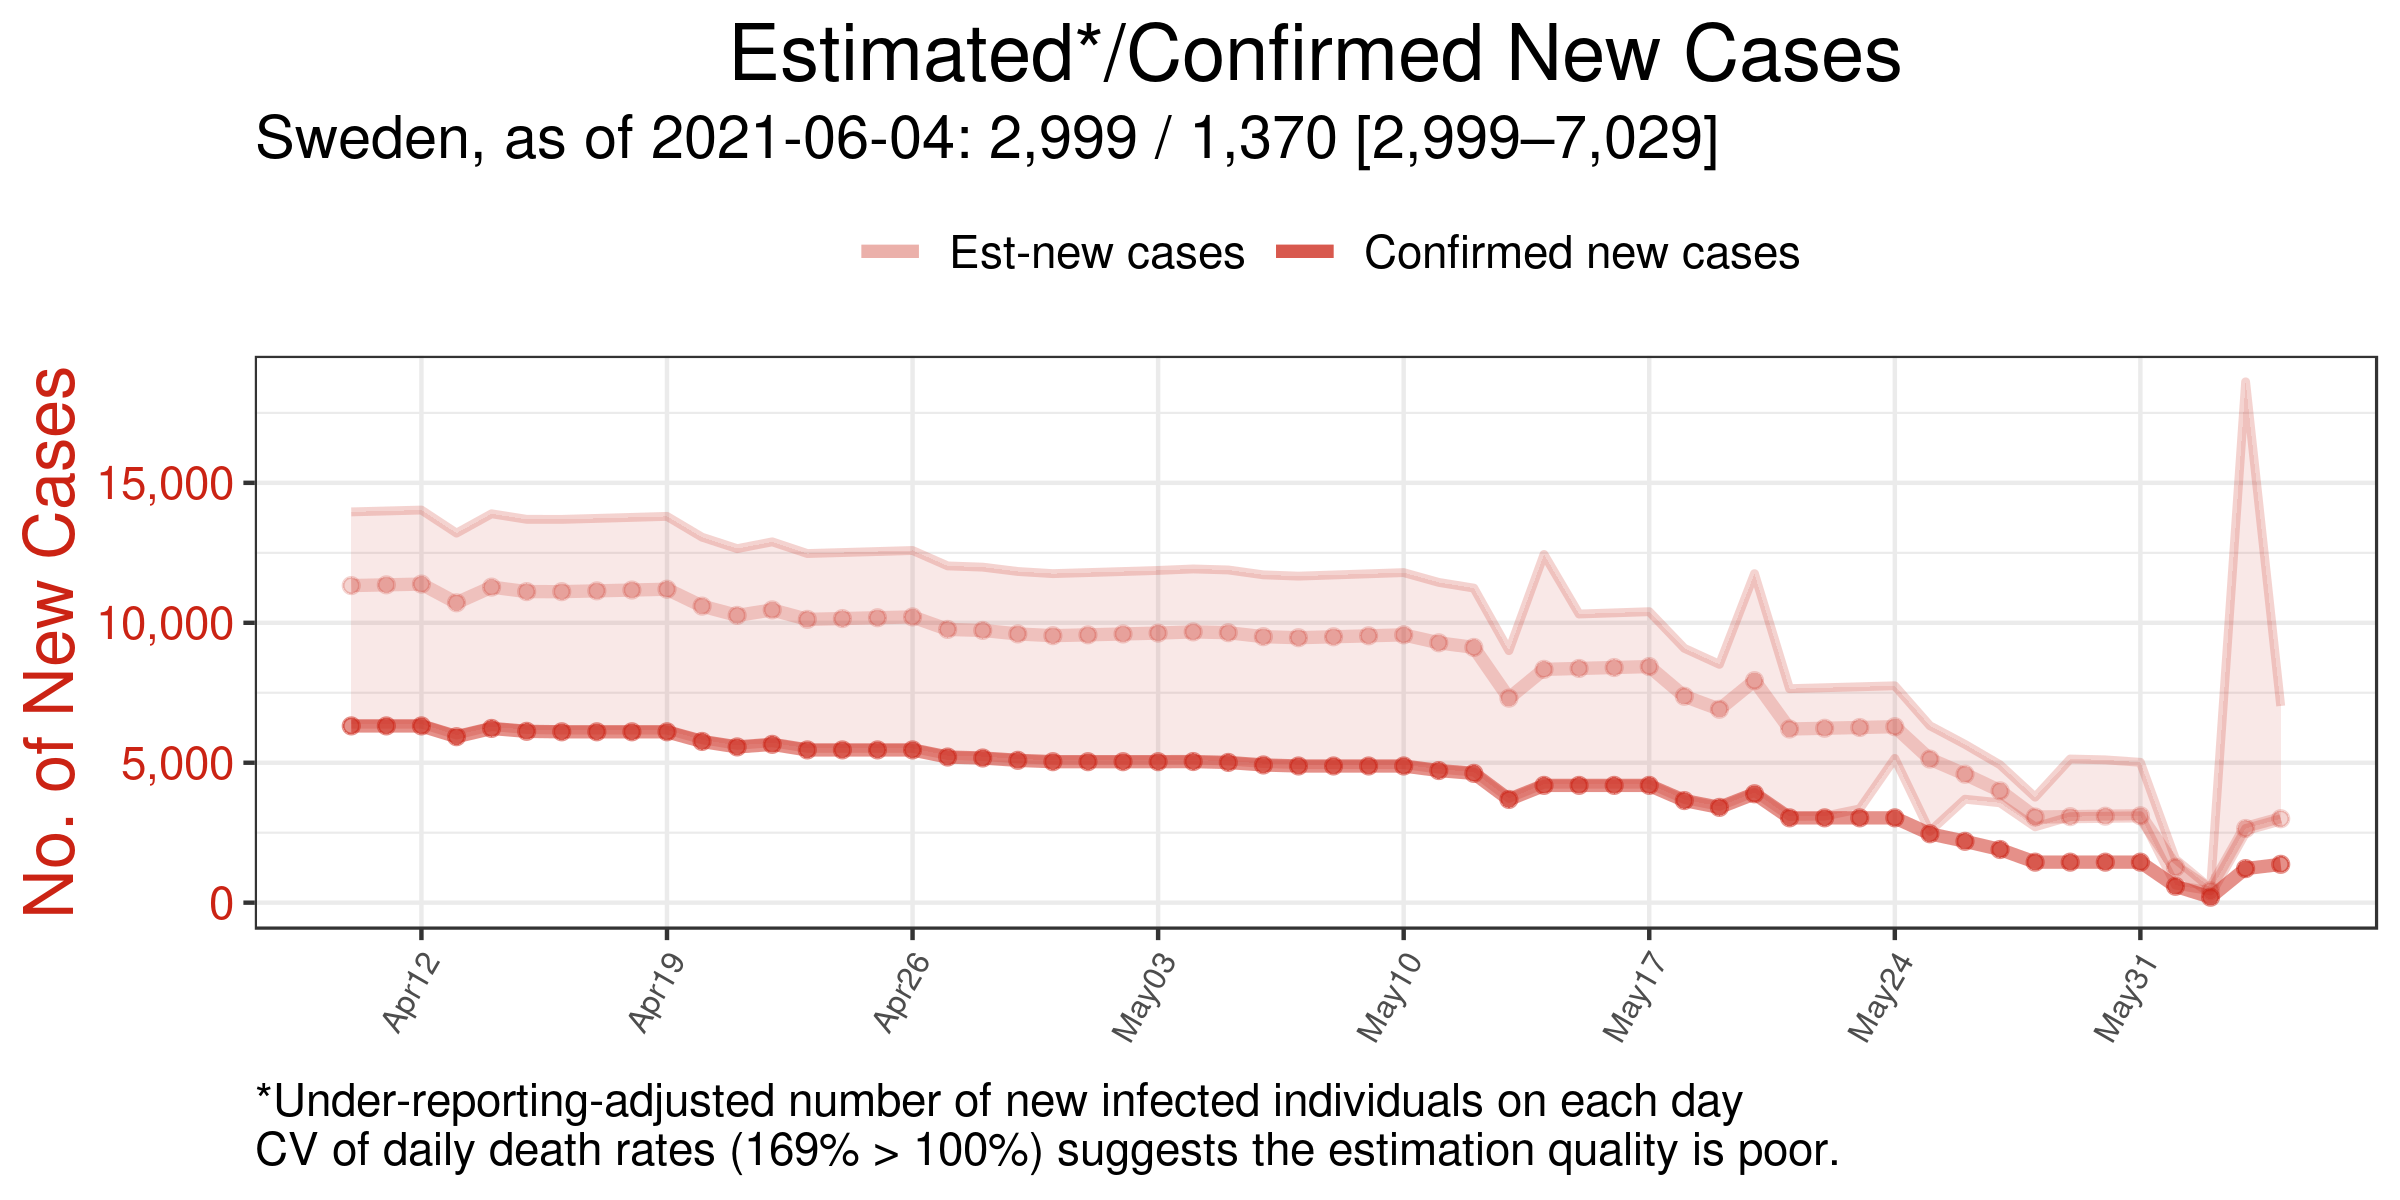 Estimated*/Confirmed New Cases
Sweden, as of 2021-06-04: 2,999 / 1,370 [2,999–7,029]
Est-new cases
Confirmed new cases
No. of New Cases
15,000
10,000
5,000
0
Apr12
Apr19
Apr26
May03
May10
May17
May24
May31
*Under-reporting-adjusted number of new infected individuals on each day
CV of daily death rates (169% > 100%) suggests the estimation quality is poor.